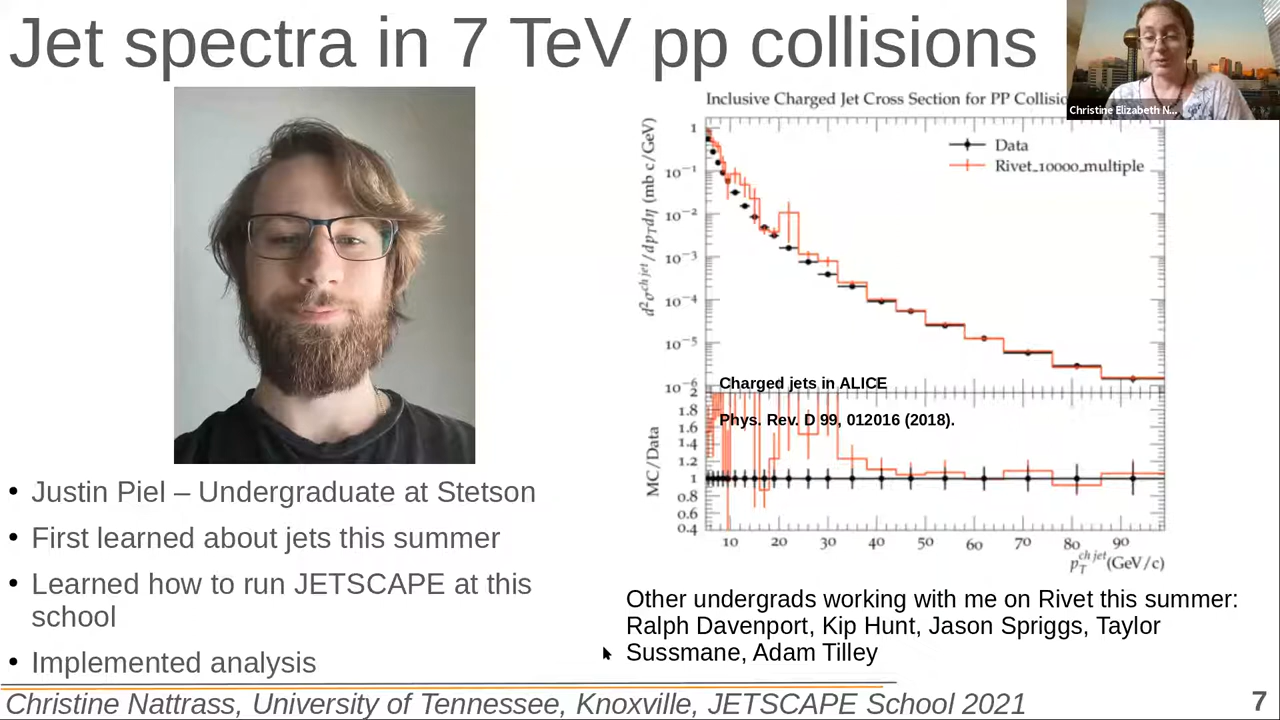 Jet spectra in 7 TeV pp collisions
Christine Elizabeth N...
Inclusive Charged Jet Cross Section for PP Collisio
d²σ^{ch jet}/dp_Tdη (mb c/GeV)
1
10⁻¹
10⁻²
10⁻³
10⁻⁴
10⁻⁵
10⁻⁶
Data
Rivet_10000_multiple
Charged jets in ALICE
Phys. Rev. D 99, 012016 (2018).
MC/Data
2
1.8
1.6
1.4
1.2
1
0.8
0.6
0.4
10 20 30 40 50 60 70 80 90
p_T^{ch jet}(GeV/c)
• Justin Piel – Undergraduate at Stetson
• First learned about jets this summer
• Learned how to run JETSCAPE at this
school
• Implemented analysis
Other undergrads working with me on Rivet this summer:
Ralph Davenport, Kip Hunt, Jason Spriggs, Taylor
Sussmane, Adam Tilley
Christine Nattrass, University of Tennessee, Knoxville, JETSCAPE School 2021
7